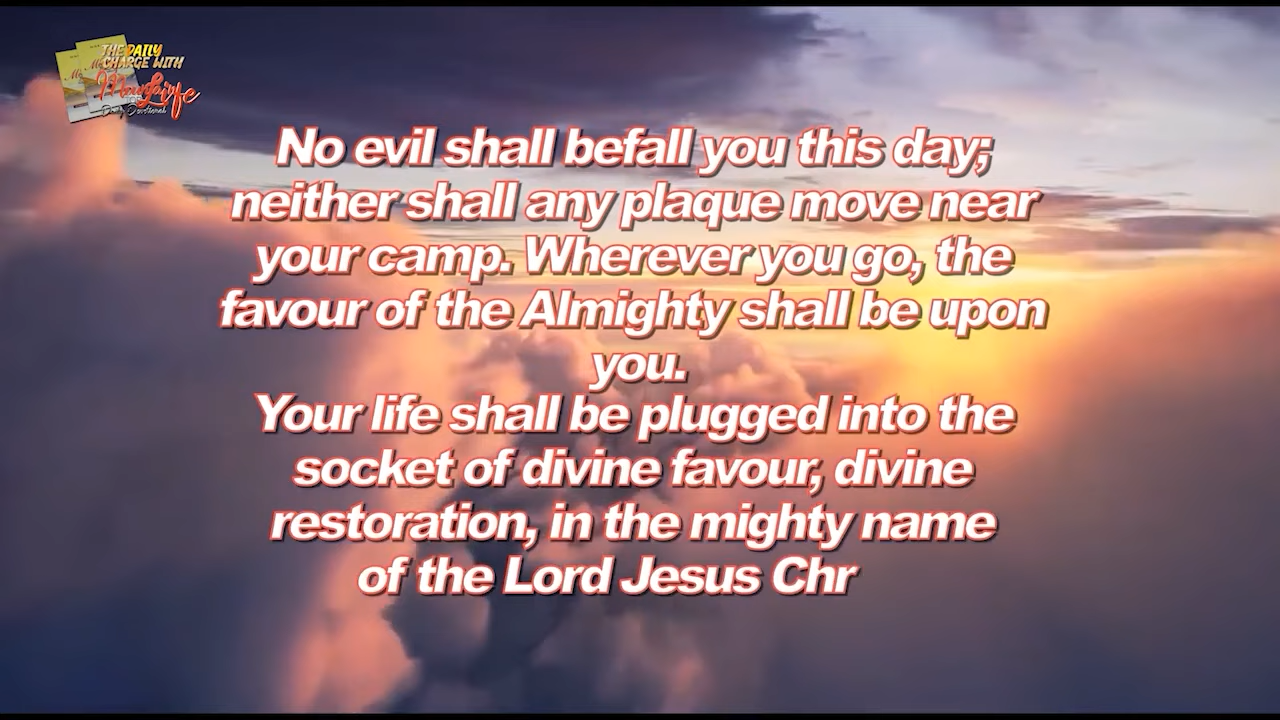 THE DAILY
CHARGE WITH
No evil shall befall you this day;
neither shall any plaque move near
your camp. Wherever you go, the
favour of the Almighty shall be upon
you.
Your life shall be plugged into the
socket of divine favour, divine
restoration, in the mighty name
of the Lord Jesus Chr